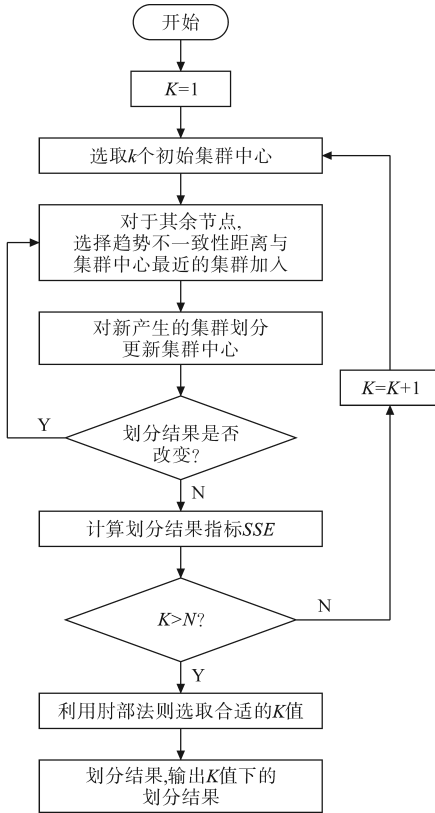 开始
K=1
选取k个初始集群中心
对于其余节点,
选择趋势不一致性距离与
集群中心最近的集群加入
对新产生的集群划分
更新集群中心
K=K+1
Y
划分结果是否
改变?
N
计算划分结果指标SSE
K>N?
N
Y
利用肘部法则选取合适的K值
划分结果,输出K值下的
划分结果